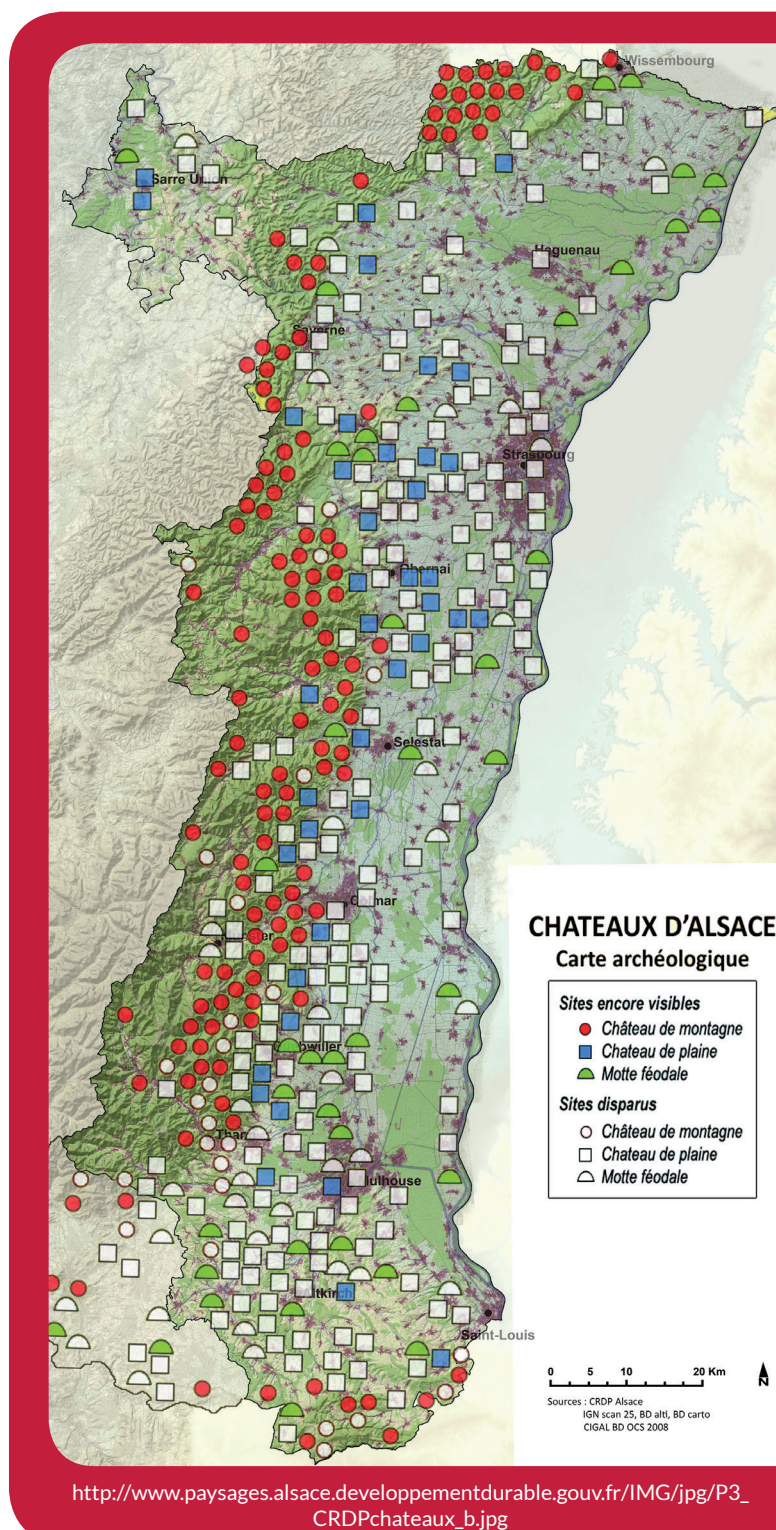 Wissembourg
Sarre Union
Haguenau
Saverne
Strasbourg
Obernai
Selestat
Colmar
CHATEAUX D'ALSACE
Carte archéologique
Sites encore visibles
Château de montagne
Chateau de plaine
Motte féodale
Sites disparus
Château de montagne
Chateau de plaine
Motte féodale
Saint-Louis
0 5 10 20 Km
N
Sources : CRDP Alsace
IGN scan 25, BD alti, BD carto
CIGAL BD OCS 2008
http://www.paysages.alsace.developpementdurable.gouv.fr/IMG/jpg/P3_
CRDPchateaux_b.jpg